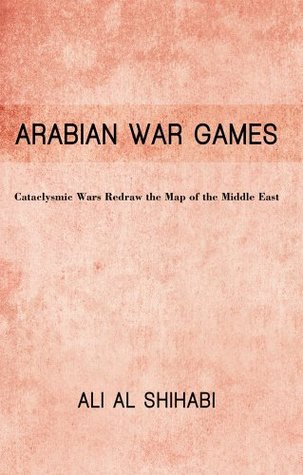 ARABIAN WAR GAMES
Cataclysmic Wars Redraw the Map of the Middle East
ALI AL SHIHABI